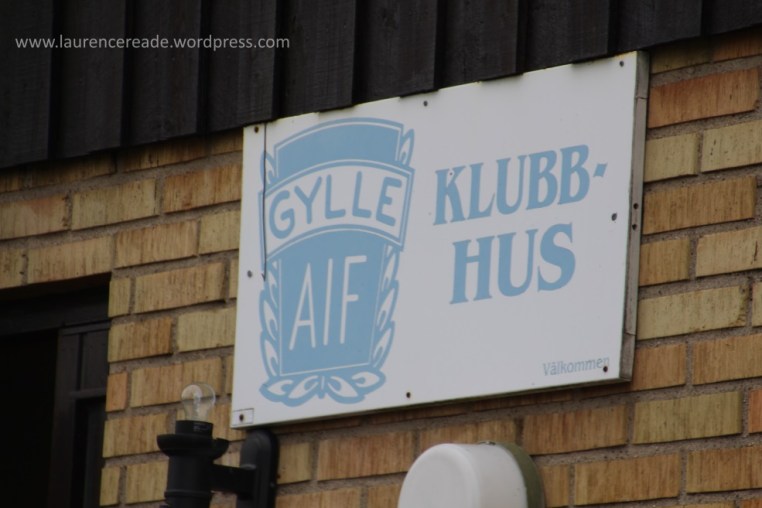 www.laurencereade.wordpress.com
GYLLE
AIF
KLUBB-
HUS
Välkommen